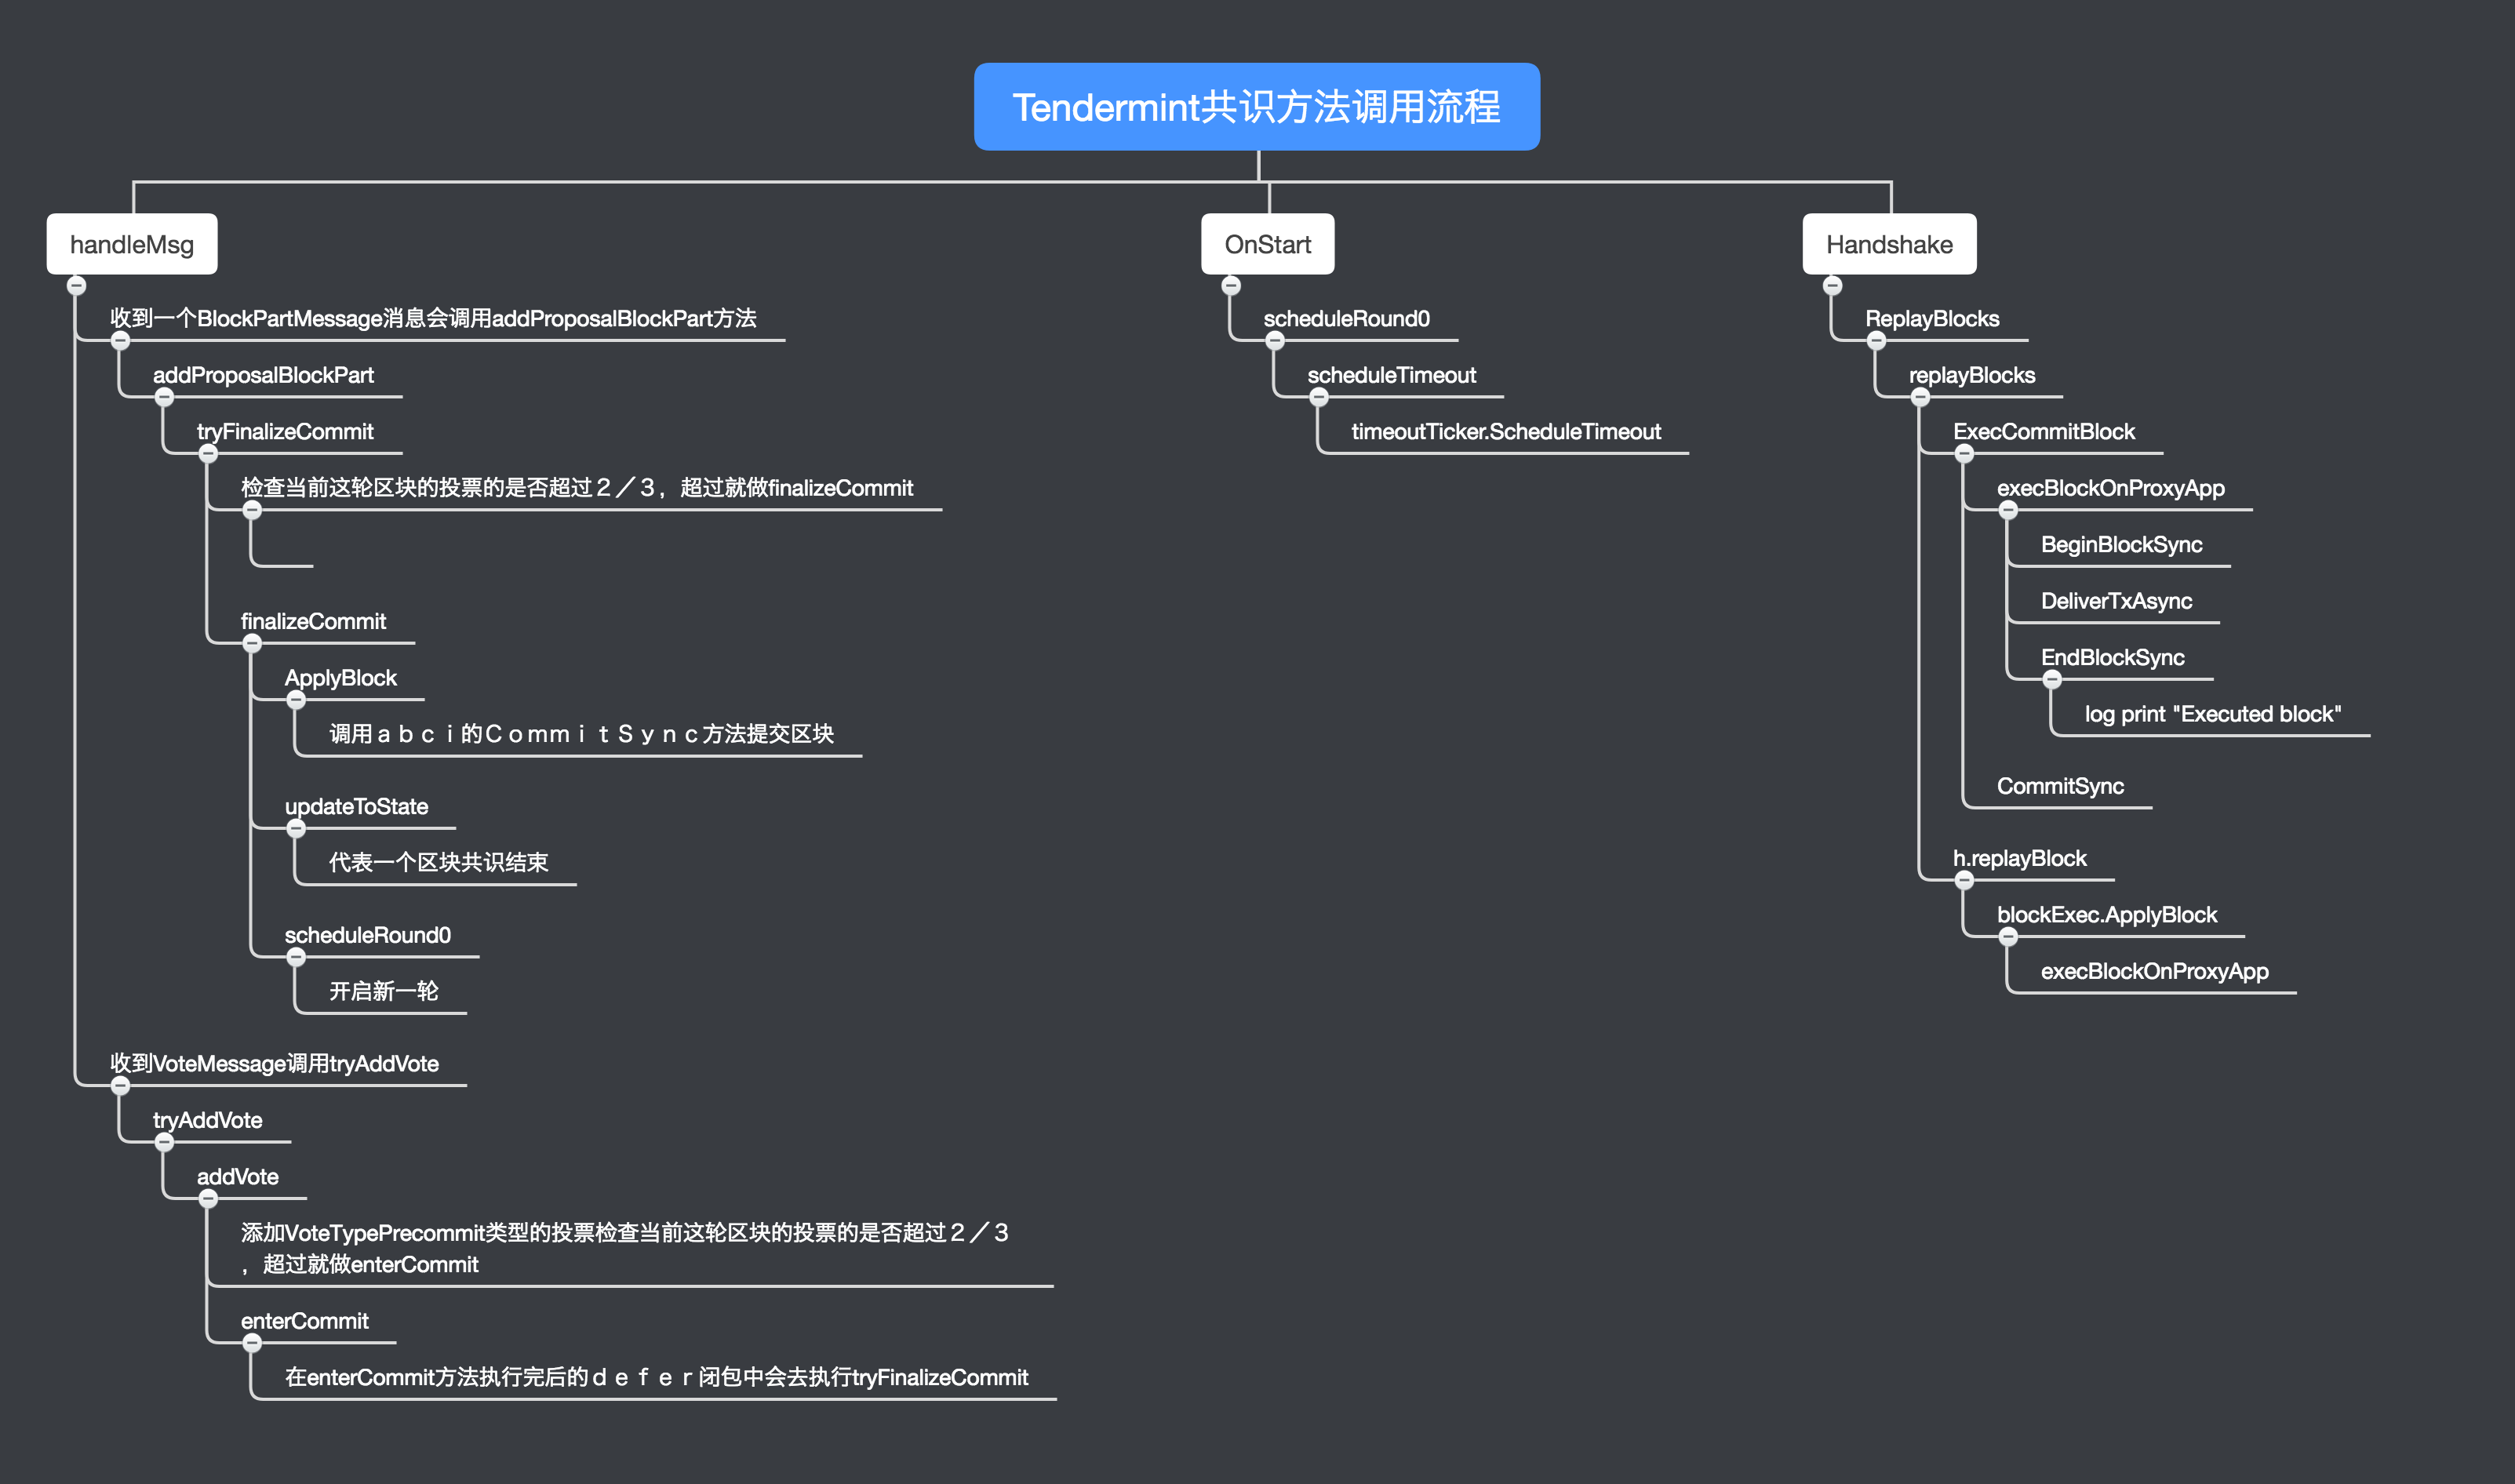 Tendermint共识方法调用流程
handleMsg
收到一个BlockPartMessage消息会调用addProposalBlockPart方法
addProposalBlockPart
tryFinalizeCommit
检查当前这轮区块的投票的是否超过２／３，超过就做finalizeCommit
finalizeCommit
ApplyBlock
调用ａｂｃｉ的ＣｏｍｍｉｔＳｙｎｃ方法提交区块
updateToState
代表一个区块共识结束
scheduleRound0
开启新一轮
收到VoteMessage调用tryAddVote
tryAddVote
addVote
添加VoteTypePrecommit类型的投票检查当前这轮区块的投票的是否超过２／３
，超过就做enterCommit
enterCommit
在enterCommit方法执行完后的ｄｅｆｅｒ闭包中会去执行tryFinalizeCommit
OnStart
scheduleRound0
scheduleTimeout
timeoutTicker.ScheduleTimeout
Handshake
ReplayBlocks
replayBlocks
ExecCommitBlock
execBlockOnProxyApp
BeginBlockSync
DeliverTxAsync
EndBlockSync
log print "Executed block"
CommitSync
h.replayBlock
blockExec.ApplyBlock
execBlockOnProxyApp